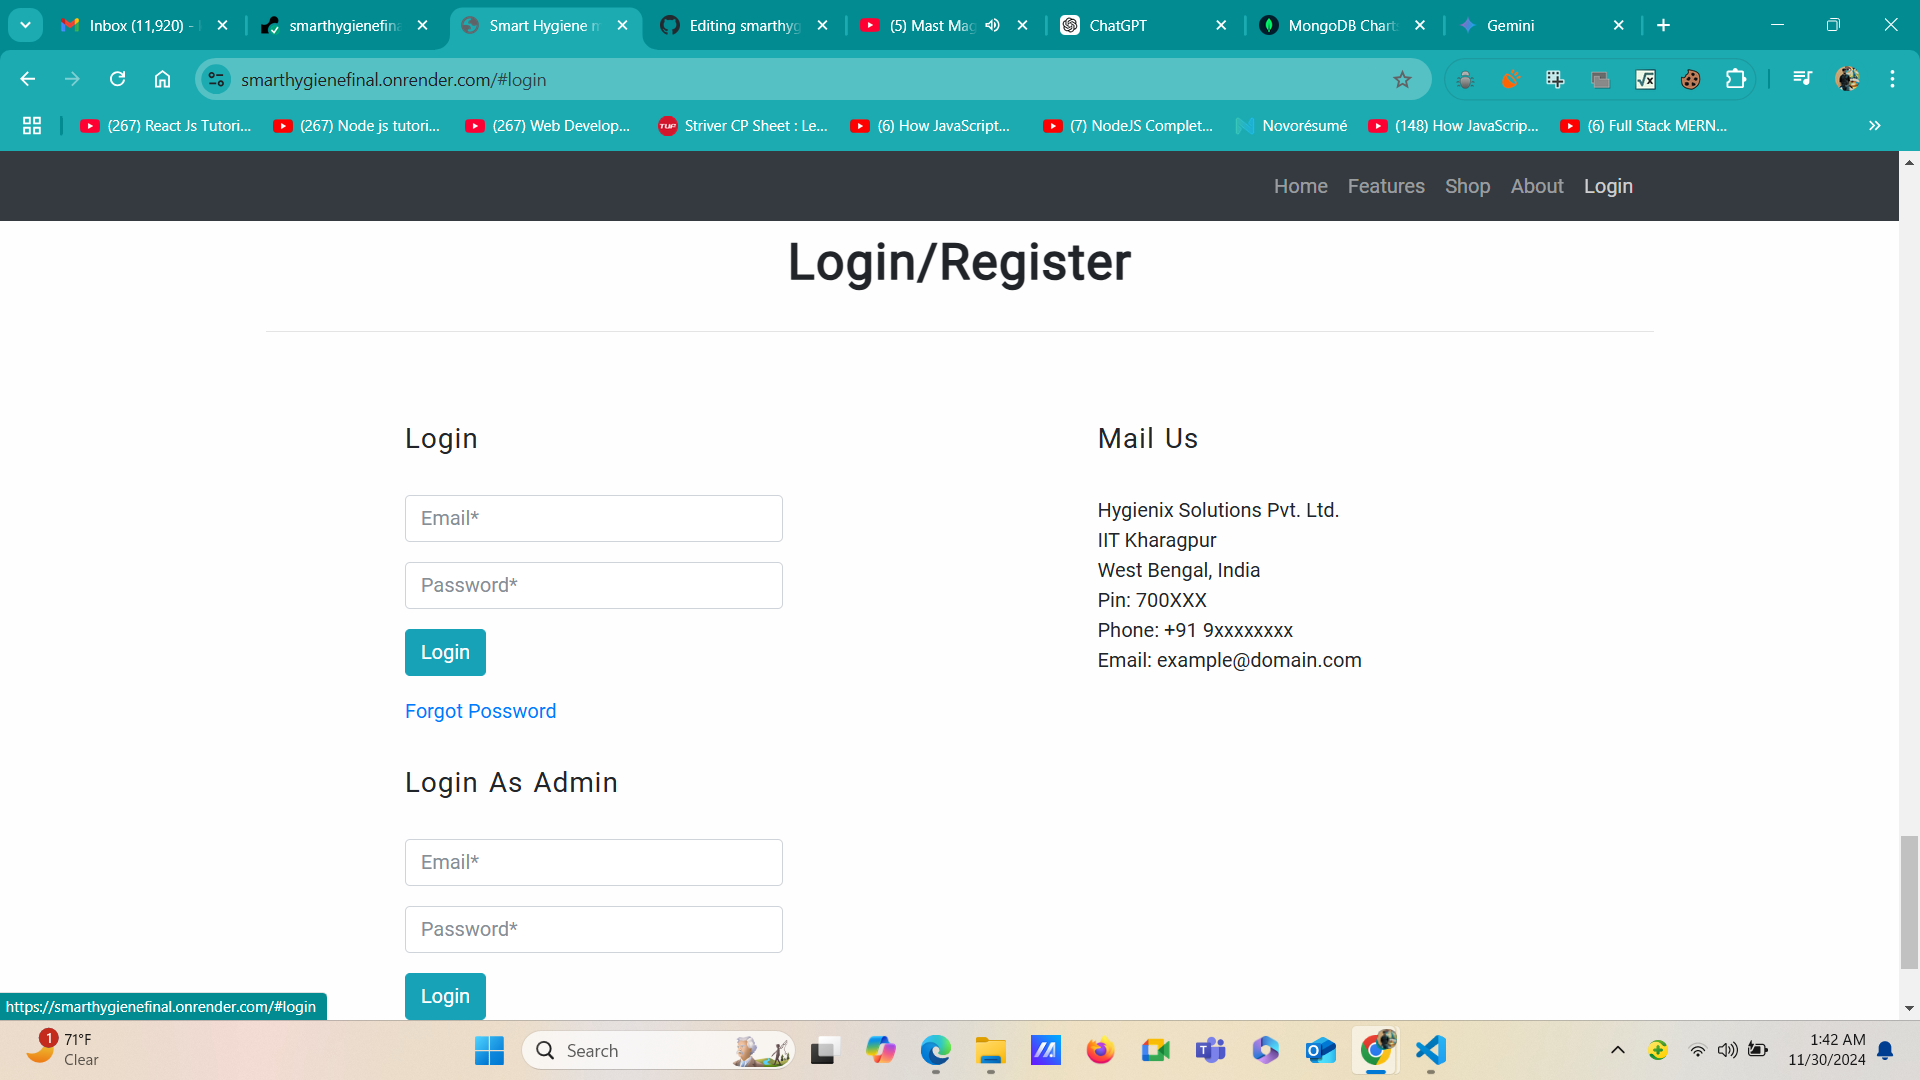 Inbox (11,920) -
smarthygienefina
Smart Hygiene m
Editing smarthyg
(5) Mast Mag
ChatGPT
MongoDB Chart
Gemini
smarthygienefinal.onrender.com/#login
(267) React Js Tutori...
(267) Node js tutori...
(267) Web Develop...
TUF
Striver CP Sheet : Le...
(6) How JavaScript...
(7) NodeJS Complet...
Novorésumé
(148) How JavaScrip...
(6) Full Stack MERN...
Home
Features
Shop
About
Login
Login/Register
Login
Email*
Password*
Login
Forgot Possword
Login As Admin
Email*
Password*
Login
Mail Us
Hygienix Solutions Pvt. Ltd.
IIT Kharagpur
West Bengal, India
Pin: 700XXX
Phone: +91 9xxxxxxxx
Email: example@domain.com
https://smarthygienefinal.onrender.com/#login
1
71°F
Clear
Search
1:42 AM
11/30/2024